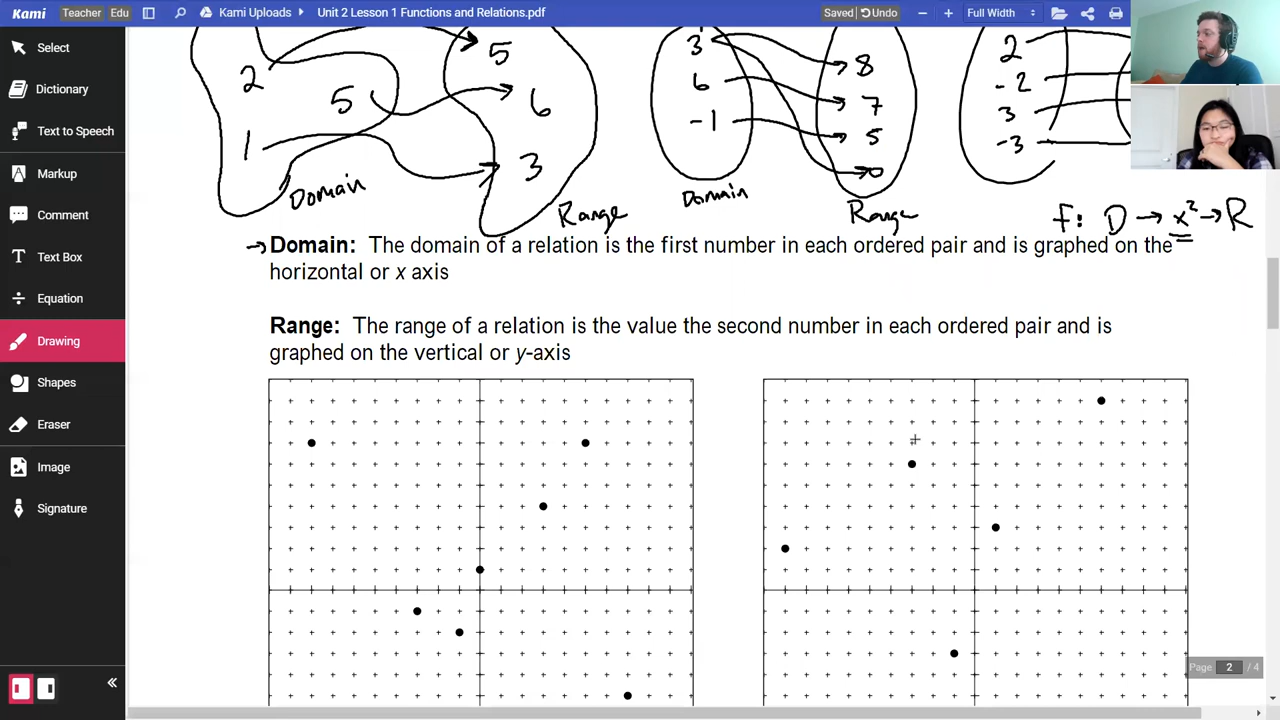 Kami Teacher Edu Kami Uploads Unit 2 Lesson 1 Functions and Relations.pdf Saved Undo Full Width
Select
Dictionary
Text to Speech
Markup
Comment
Text Box
Equation
Drawing
Shapes
Eraser
Image
Signature
2 5 5 6
1 3
Domain Range
3 8
6 7
-1 5
0
Domain Range
2
-2
3
-3
f: D → x² → R
→ Domain: The domain of a relation is the first number in each ordered pair and is graphed on the
horizontal or x axis
Range: The range of a relation is the value the second number in each ordered pair and is
graphed on the vertical or y-axis
Page 2 / 4